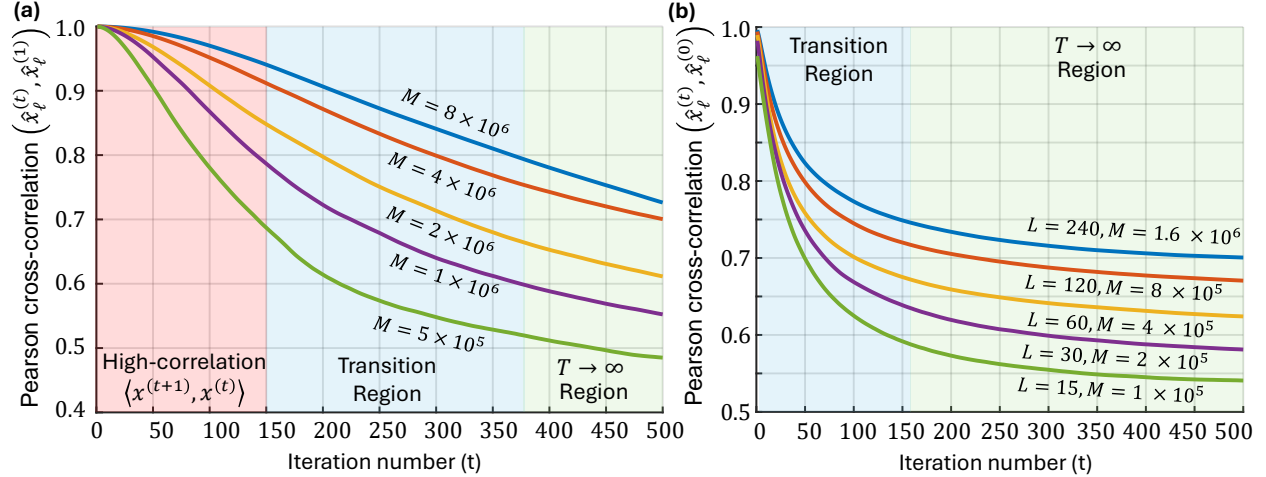 (a)
Pearson cross-correlation (x̂_ℓ^(t), x̂_ℓ^(1))
1.0
0.9
0.8
0.7
0.6
0.5
0.4
M = 8 × 10⁶
M = 4 × 10⁶
M = 2 × 10⁶
M = 1 × 10⁶
M = 5 × 10⁵
High-correlation
⟨x^(t+1), x^(t)⟩
Transition
Region
T → ∞
Region
0 50 100 150 200 250 300 350 400 450 500
Iteration number (t)
(b)
Pearson cross-correlation (x̂_ℓ^(t), x̂_ℓ^(0))
1.0
0.9
0.8
0.7
0.6
0.5
Transition
Region
T → ∞
Region
L = 240, M = 1.6 × 10⁶
L = 120, M = 8 × 10⁵
L = 60, M = 4 × 10⁵
L = 30, M = 2 × 10⁵
L = 15, M = 1 × 10⁵
0 50 100 150 200 250 300 350 400 450 500
Iteration number (t)